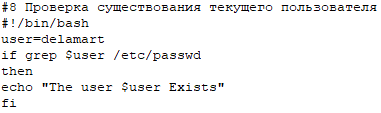 #8 Проверка существования текущего пользователя
#!/bin/bash
user=delamart
if grep $user /etc/passwd
then
echo "The user $user Exists"
fi